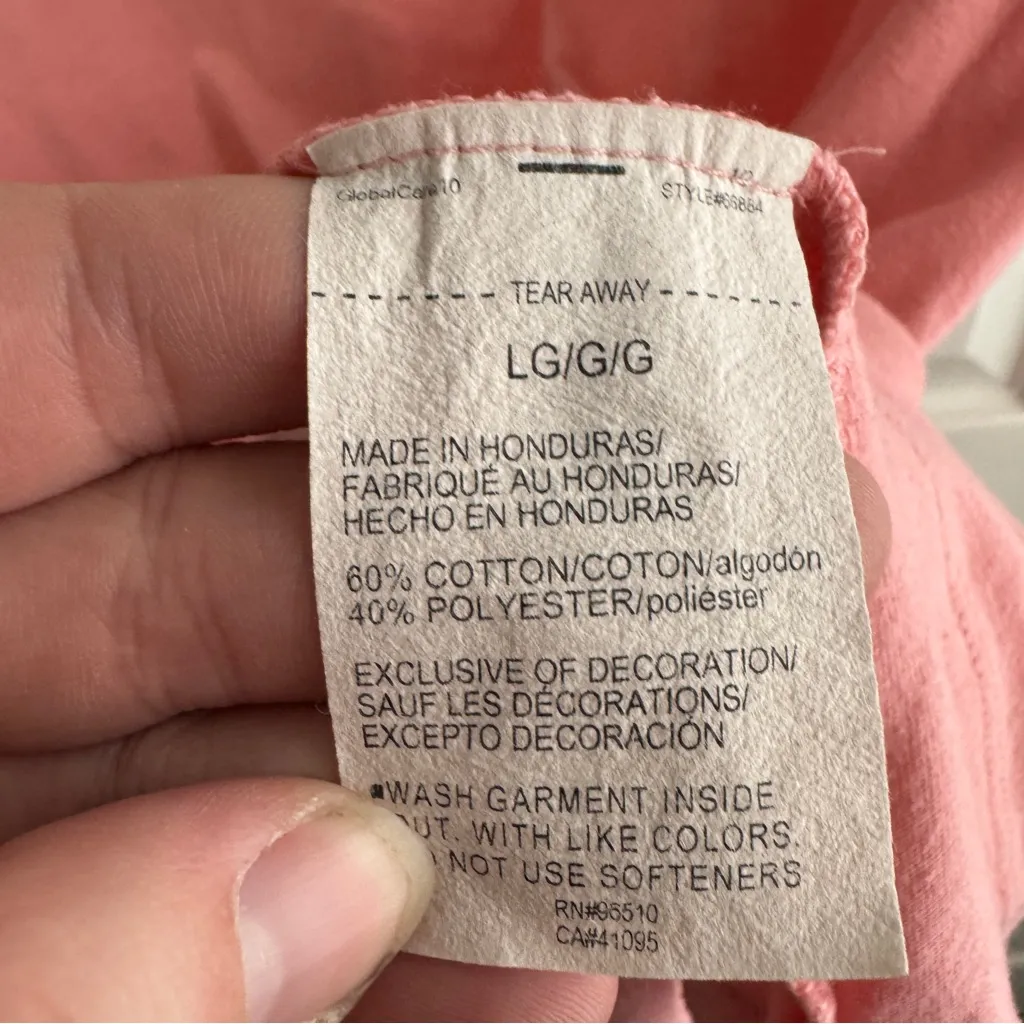 GlobalCare10
STYLE#66884
TEAR AWAY
LG/G/G
MADE IN HONDURAS/
FABRIQUÉ AU HONDURAS/
HECHO EN HONDURAS
60% COTTON/COTON/algodón
40% POLYESTER/poliéster
EXCLUSIVE OF DECORATION/
SAUF LES DÉCORATIONS/
EXCEPTO DECORACIÓN
WASH GARMENT INSIDE
UT. WITH LIKE COLORS.
NOT USE SOFTENERS
RN#96510
CA#41095